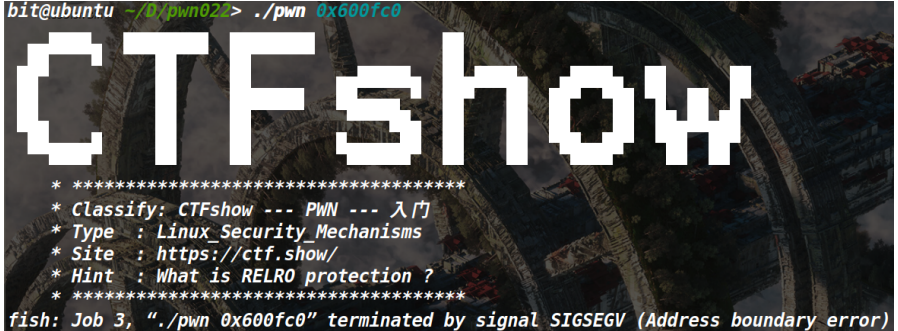 bit@ubuntu ~/D/pwn022> ./pwn 0x600fc0
CTFshow
* *************************************
* Classify: CTFshow --- PWN --- 入门
* Type  : Linux_Security_Mechanisms
* Site  : https://ctf.show/
* Hint  : What is RELRO protection ?
* *************************************
fish: Job 3, “./pwn 0x600fc0” terminated by signal SIGSEGV (Address boundary error)